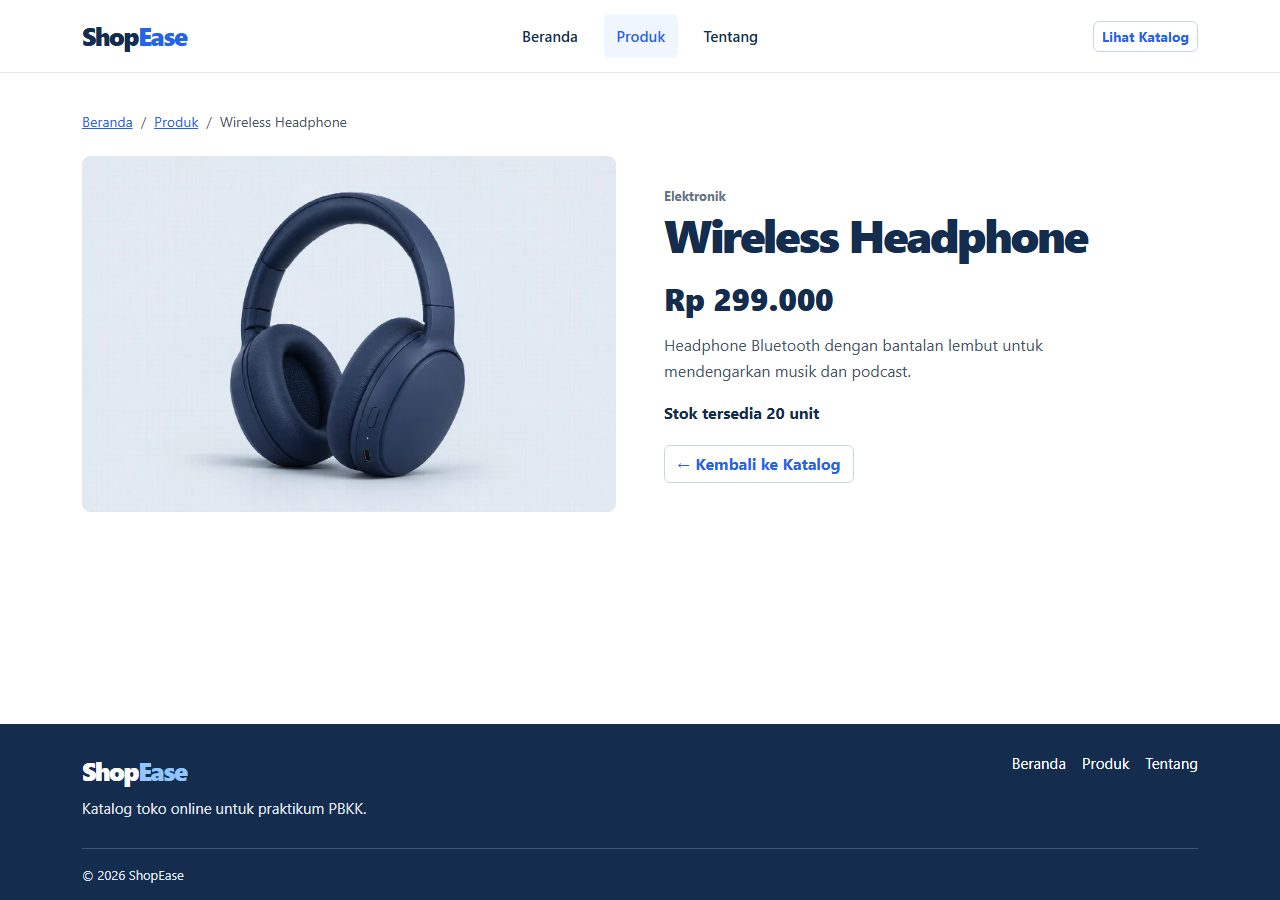 ShopEase
Beranda
Produk
Tentang
Lihat Katalog
Beranda / Produk / Wireless Headphone
Elektronik
Wireless Headphone
Rp 299.000
Headphone Bluetooth dengan bantalan lembut untuk
mendengarkan musik dan podcast.
Stok tersedia 20 unit
← Kembali ke Katalog
ShopEase
Katalog toko online untuk praktikum PBKK.
Beranda
Produk
Tentang
© 2026 ShopEase